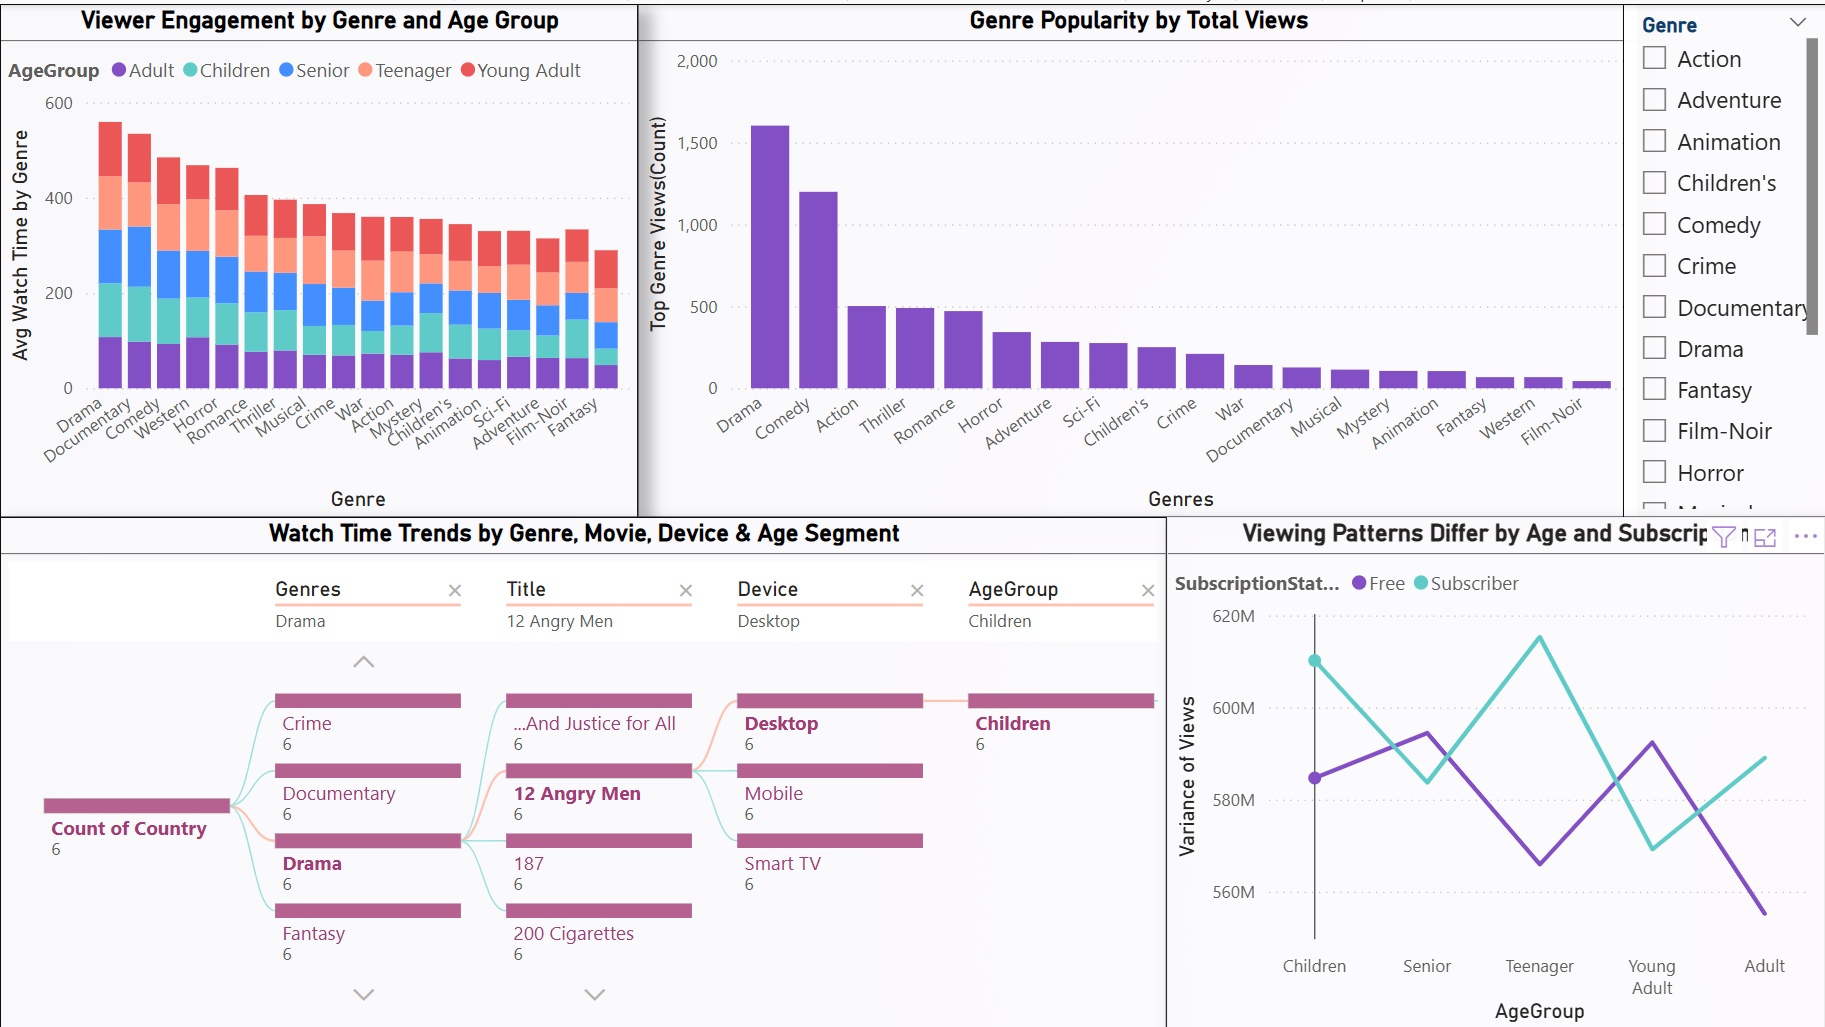 Viewer Engagement by Genre and Age Group
AgeGroup Adult Children Senior Teenager Young Adult
Avg Watch Time by Genre
600
400
200
0
Drama
Documentary
Comedy
Western
Horror
Romance
Thriller
Musical
Crime
War
Action
Mystery
Children's
Animation
Sci-Fi
Adventure
Film-Noir
Fantasy
Genre
Genre Popularity by Total Views
Top Genre Views(Count)
2,000
1,500
1,000
500
0
Drama
Comedy
Action
Thriller
Romance
Horror
Adventure
Sci-Fi
Children's
Crime
War
Documentary
Musical
Mystery
Animation
Fantasy
Western
Film-Noir
Genres
Genre
Action
Adventure
Animation
Children's
Comedy
Crime
Documentary
Drama
Fantasy
Film-Noir
Horror
Watch Time Trends by Genre, Movie, Device & Age Segment
Genres Title Device AgeGroup
Drama 12 Angry Men Desktop Children
Count of Country
6
Crime
6
Documentary
6
Drama
6
Fantasy
6
...And Justice for All
6
12 Angry Men
6
187
6
200 Cigarettes
6
Desktop
6
Mobile
6
Smart TV
6
Children
6
Viewing Patterns Differ by Age and
SubscriptionStat... Free Subscriber
Variance of Views
620M
600M
580M
560M
Children
Senior
Teenager
Young
Adult
Adult
AgeGroup